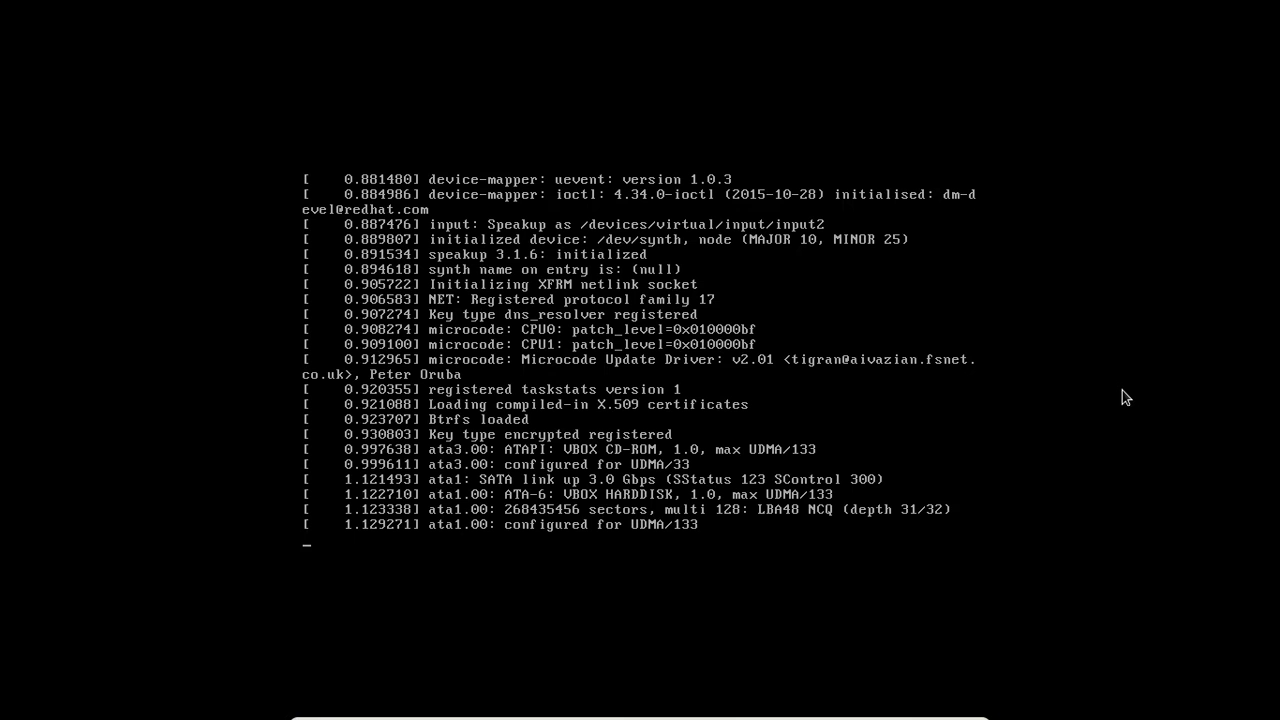 [    0.881480] device-mapper: uevent: version 1.0.3
[    0.884986] device-mapper: ioctl: 4.34.0-ioctl (2015-10-28) initialised: dm-d
evel@redhat.com
[    0.887476] input: Speakup as /devices/virtual/input/input2
[    0.889807] initialized device: /dev/synth, node (MAJOR 10, MINOR 25)
[    0.891534] speakup 3.1.6: initialized
[    0.894618] synth name on entry is: (null)
[    0.905722] Initializing XFRM netlink socket
[    0.906583] NET: Registered protocol family 17
[    0.907274] Key type dns_resolver registered
[    0.908274] microcode: CPU0: patch_level=0x010000bf
[    0.909100] microcode: CPU1: patch_level=0x010000bf
[    0.912965] microcode: Microcode Update Driver: v2.01 <tigran@aivazian.fsnet.
co.uk>, Peter Oruba
[    0.920355] registered taskstats version 1
[    0.921088] Loading compiled-in X.509 certificates
[    0.923707] Btrfs loaded
[    0.930803] Key type encrypted registered
[    0.997638] ata3.00: ATAPI: VBOX CD-ROM, 1.0, max UDMA/133
[    0.999611] ata3.00: configured for UDMA/33
[    1.121493] ata1: SATA link up 3.0 Gbps (SStatus 123 SControl 300)
[    1.122710] ata1.00: ATA-6: VBOX HARDDISK, 1.0, max UDMA/133
[    1.123338] ata1.00: 268435456 sectors, multi 128: LBA48 NCQ (depth 31/32)
[    1.129271] ata1.00: configured for UDMA/133